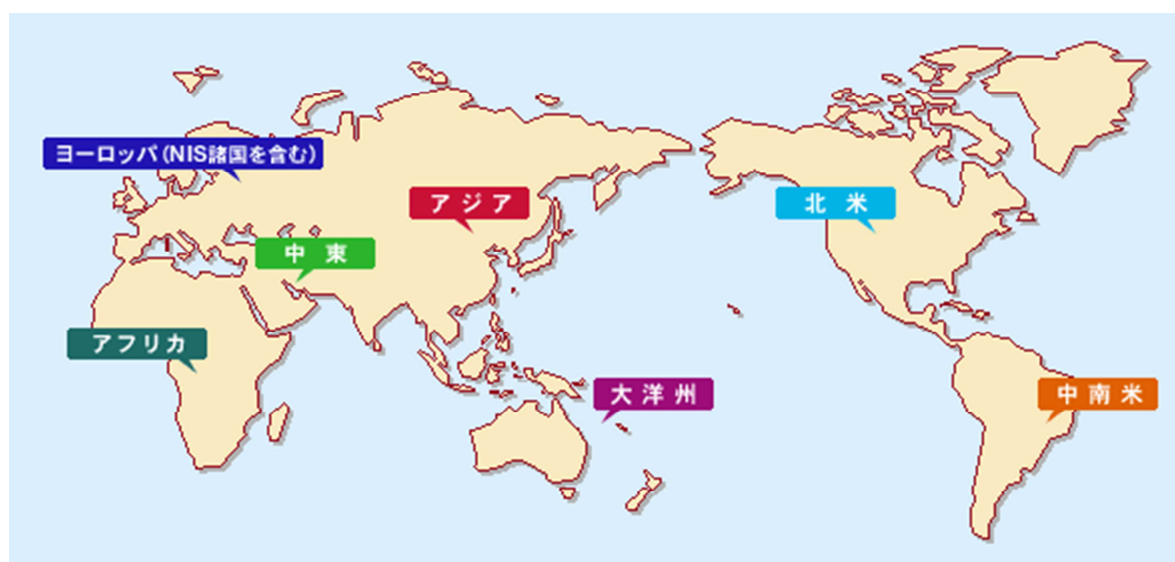 ヨーロッパ(NIS諸国を含む)
アジア
北米
中東
アフリカ
大洋州
中南米